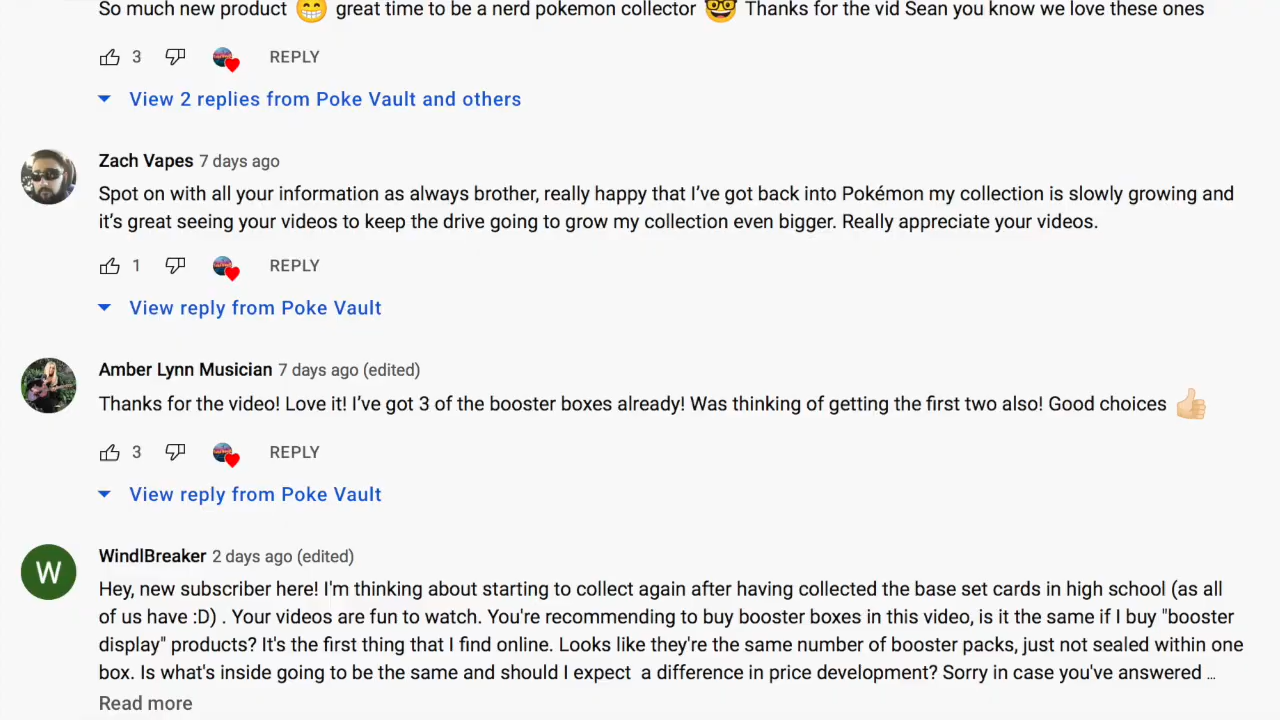 So much new product 😁 great time to be a nerd pokemon collector 🤓 Thanks for the vid Sean you know we love these ones
3 REPLY
View 2 replies from Poke Vault and others
Zach Vapes 7 days ago
Spot on with all your information as always brother, really happy that I’ve got back into Pokémon my collection is slowly growing and
it’s great seeing your videos to keep the drive going to grow my collection even bigger. Really appreciate your videos.
1 REPLY
View reply from Poke Vault
Amber Lynn Musician 7 days ago (edited)
Thanks for the video! Love it! I’ve got 3 of the booster boxes already! Was thinking of getting the first two also! Good choices 👍🏻
3 REPLY
View reply from Poke Vault
W
WindlBreaker 2 days ago (edited)
Hey, new subscriber here! I'm thinking about starting to collect again after having collected the base set cards in high school (as all
of us have :D) . Your videos are fun to watch. You're recommending to buy booster boxes in this video, is it the same if I buy "booster
display" products? It's the first thing that I find online. Looks like they're the same number of booster packs, just not sealed within one
box. Is what's inside going to be the same and should I expect  a difference in price development? Sorry in case you've answered ...
Read more